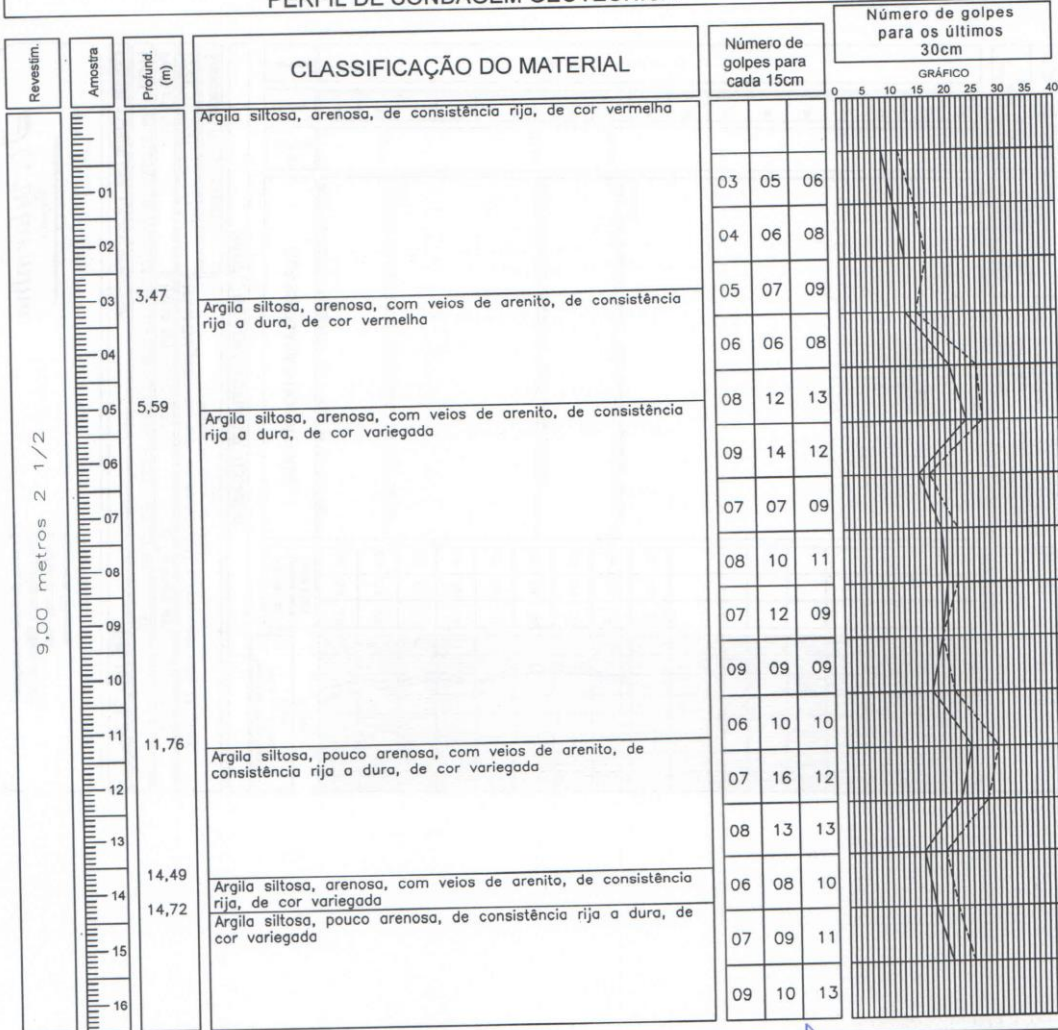 PERFIL DE SONDAGEM GEOTÉCNICA
Revestim.
Amostra
Profund.
(m)
CLASSIFICAÇÃO DO MATERIAL
Número de
golpes para
cada 15cm
Número de golpes
para os últimos
30cm
GRÁFICO
0 5 10 15 20 25 30 35 40
9,00 metros 2 1/2
Argila siltosa, arenosa, de consistência rija, de cor vermelha
01
03 05 06
02
04 06 08
03
3,47
05 07 09
Argila siltosa, arenosa, com veios de arenito, de consistência
rija a dura, de cor vermelha
04
06 06 08
05
5,59
08 12 13
Argila siltosa, arenosa, com veios de arenito, de consistência
rija a dura, de cor variegada
06
09 14 12
07
07 07 09
08
08 10 11
09
07 12 09
10
09 09 09
11
06 10 10
11,76
Argila siltosa, pouco arenosa, com veios de arenito, de
consistência rija a dura, de cor variegada
12
07 16 12
13
08 13 13
14,49
Argila siltosa, arenosa, com veios de arenito, de consistência
rija, de cor variegada
14
06 08 10
14,72
Argila siltosa, pouco arenosa, de consistência rija a dura, de
cor variegada
15
07 09 11
16
09 10 13